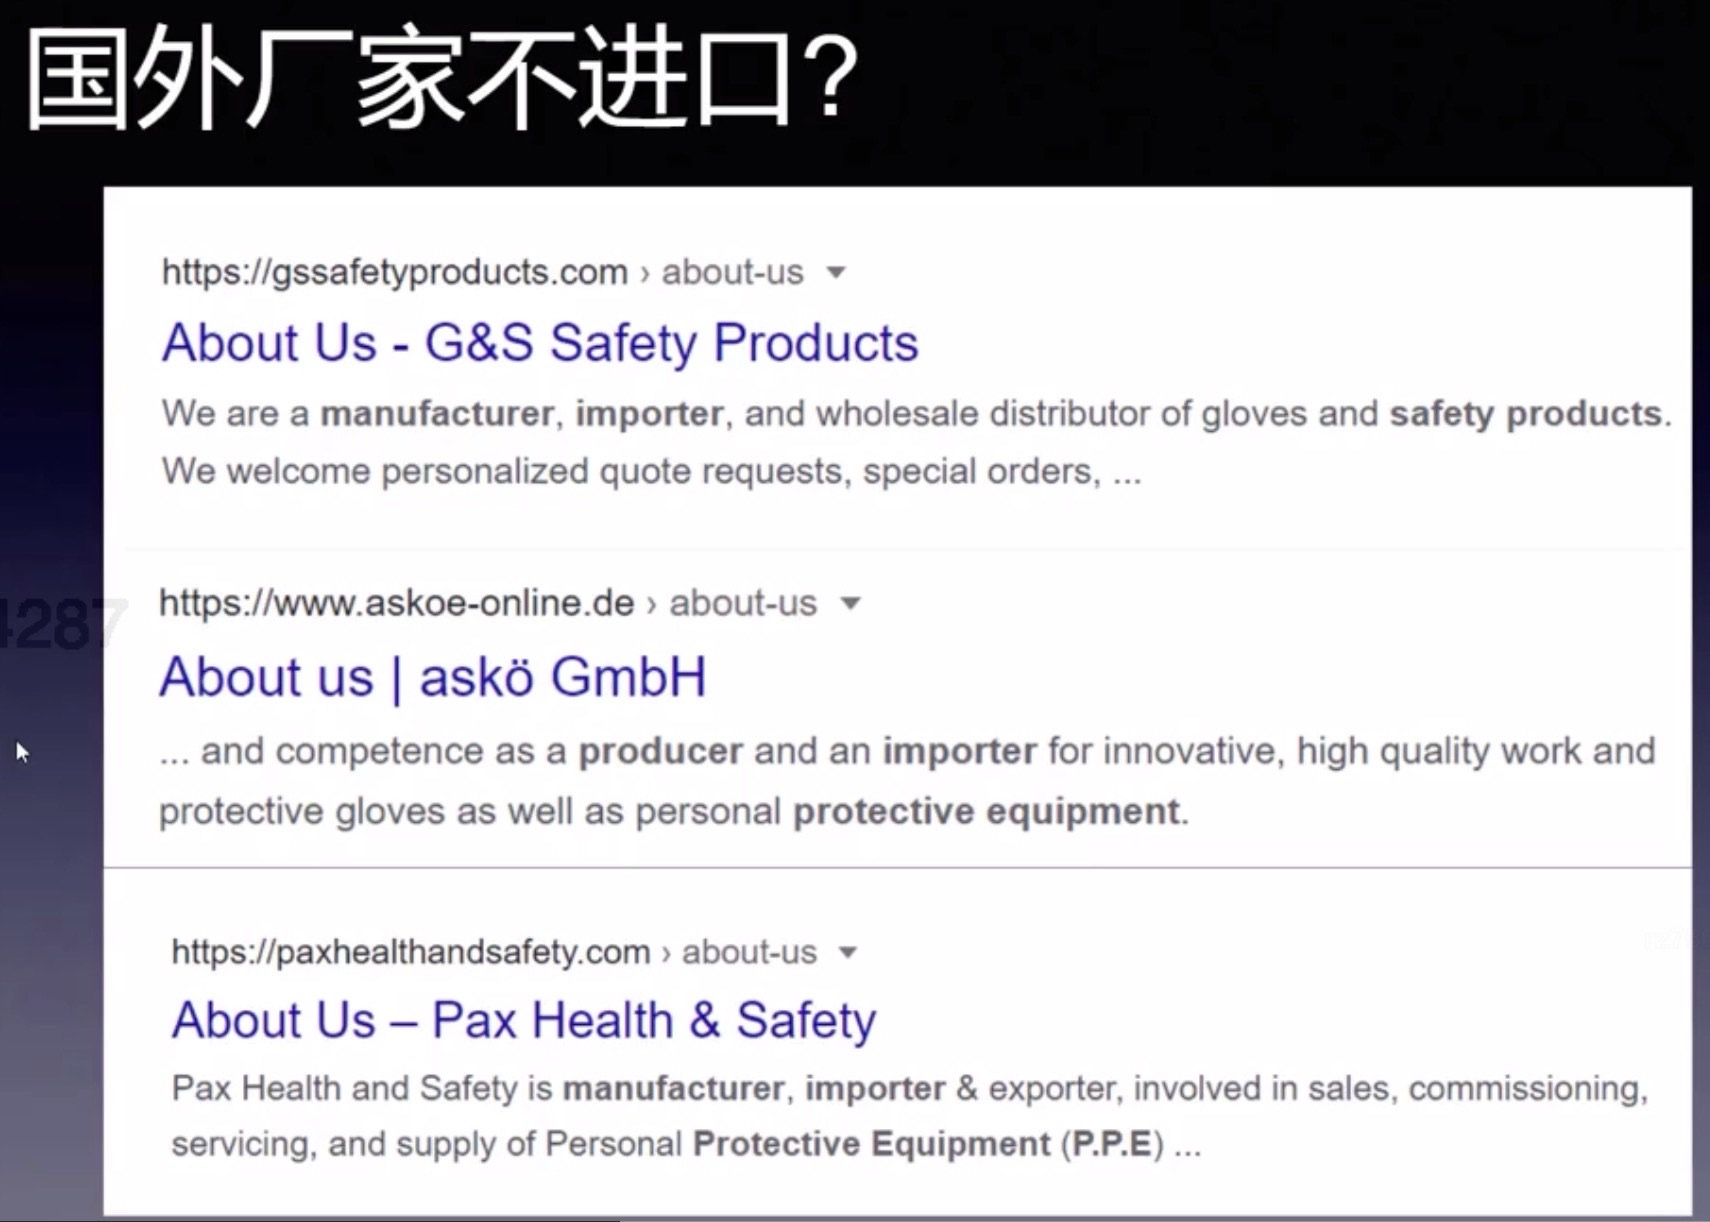 国外厂家不进口?
https://gssafetyproducts.com › about-us
About Us - G&S Safety Products
We are a manufacturer, importer, and wholesale distributor of gloves and safety products.
We welcome personalized quote requests, special orders, ...
https://www.askoe-online.de › about-us
4287
About us | askö GmbH
... and competence as a producer and an importer for innovative, high quality work and
protective gloves as well as personal protective equipment.
https://paxhealthandsafety.com › about-us
About Us – Pax Health & Safety
Pax Health and Safety is manufacturer, importer & exporter, involved in sales, commissioning,
servicing, and supply of Personal Protective Equipment (P.P.E) ...